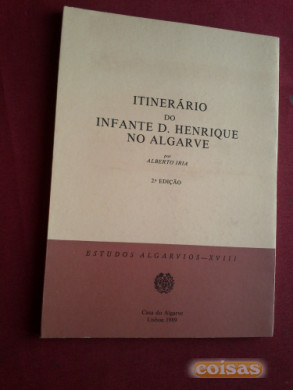 ITINERÁRIO
DO
INFANTE D. HENRIQUE
NO ALGARVE
por
ALBERTO IRIA
2ª EDIÇÃO
ESTUDOS ALGARVIOS—XVIII
Casa do Algarve
Lisboa
coisas